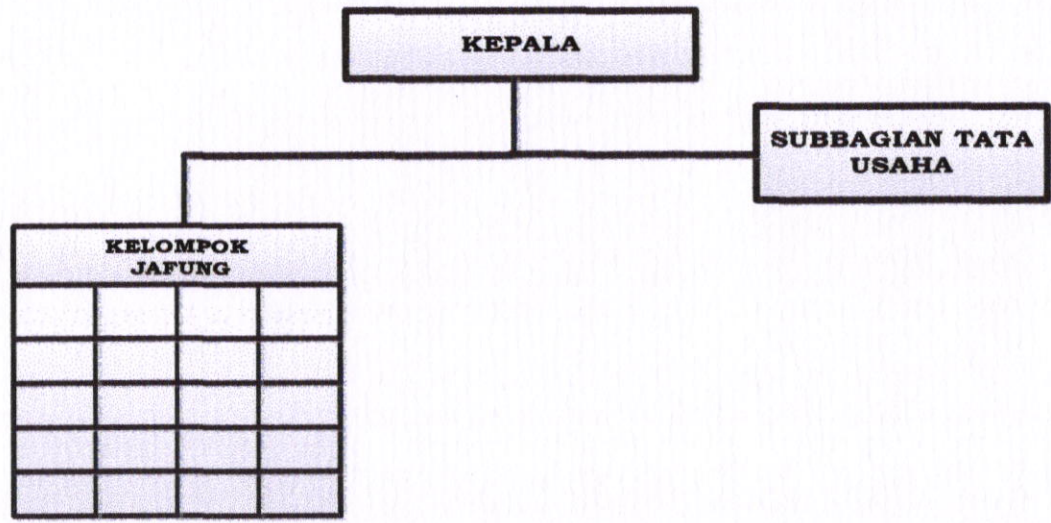 KEPALA
SUBBAGIAN TATA
USAHA
KELOMPOK
JAFUNG